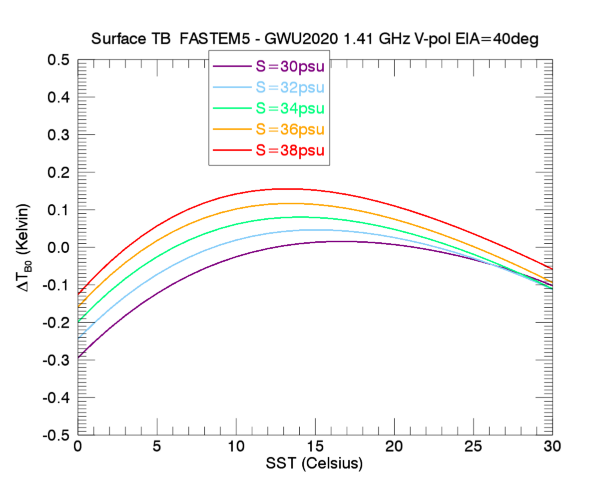 Surface TB  FASTEM5 - GWU2020 1.41 GHz V-pol EIA=40deg
S=30psu
S=32psu
S=34psu
S=36psu
S=38psu
0.5
0.4
0.3
0.2
0.1
0.0
-0.1
-0.2
-0.3
-0.4
-0.5
ΔT_B0 (Kelvin)
0 5 10 15 20 25 30
SST (Celsius)